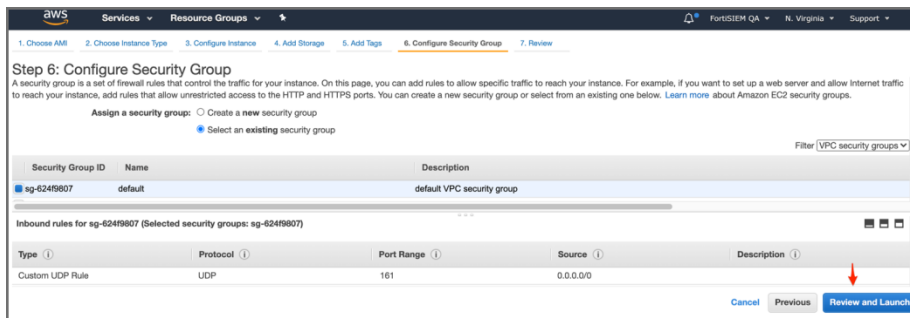 aws Services Resource Groups FortiSIEM QA N. Virginia Support
1. Choose AMI 2. Choose Instance Type 3. Configure Instance 4. Add Storage 5. Add Tags 6. Configure Security Group 7. Review
Step 6: Configure Security Group
A security group is a set of firewall rules that control the traffic for your instance. On this page, you can add rules to allow specific traffic to reach your instance. For example, if you want to set up a web server and allow Internet traffic
to reach your instance, add rules that allow unrestricted access to the HTTP and HTTPS ports. You can create a new security group or select from an existing one below. Learn more about Amazon EC2 security groups.
Assign a security group: Create a new security group
Select an existing security group
Filter VPC security groups
Security Group ID Name Description
sg-624f9807 default default VPC security group
Inbound rules for sg-624f9807 (Selected security groups: sg-624f9807)
Type Protocol Port Range Source Description
Custom UDP Rule UDP 161 0.0.0.0/0
Cancel Previous Review and Launch